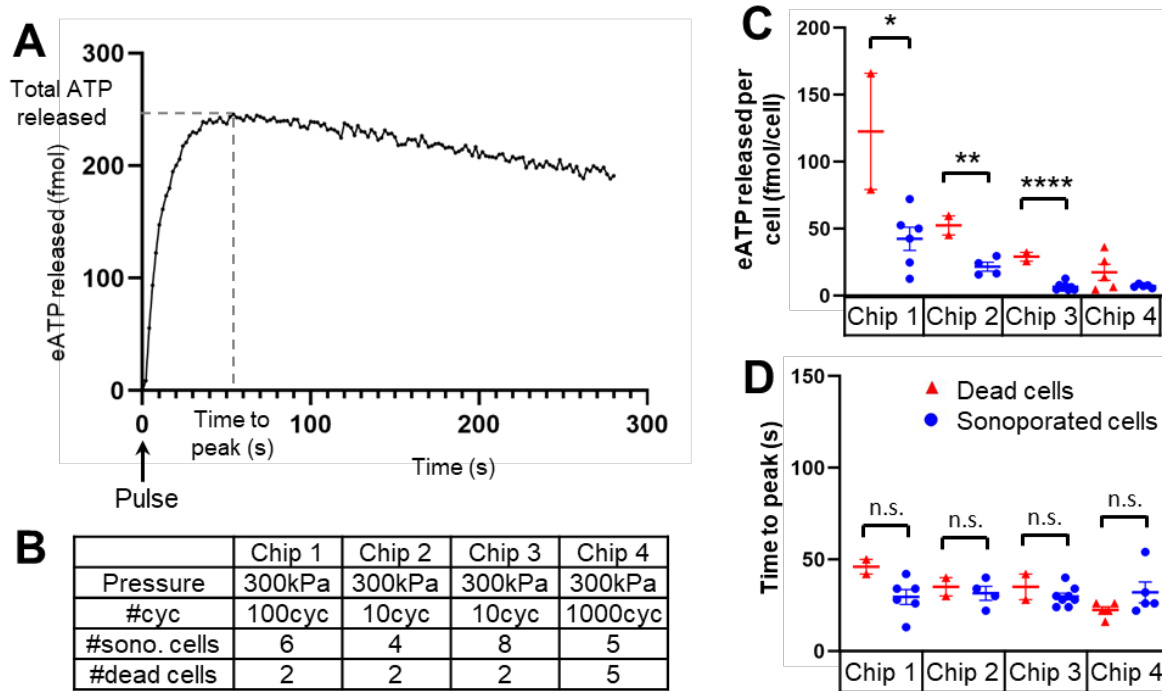 A
300
Total ATP
released
200
eATP released (fmol)
100
0
0
Time to
peak (s)
100
200
300
Time (s)
Pulse
B
Chip 1 Chip 2 Chip 3 Chip 4
Pressure 300kPa 300kPa 300kPa 300kPa
#cyc 100cyc 10cyc 10cyc 1000cyc
#sono. cells 6 4 8 5
#dead cells 2 2 2 5
C
200
150
100
50
0
eATP released per
cell (fmol/cell)
*
**
****
Chip 1 Chip 2 Chip 3 Chip 4
D
150
100
50
0
Time to peak (s)
Dead cells
Sonoporated cells
n.s. n.s. n.s. n.s.
Chip 1 Chip 2 Chip 3 Chip 4